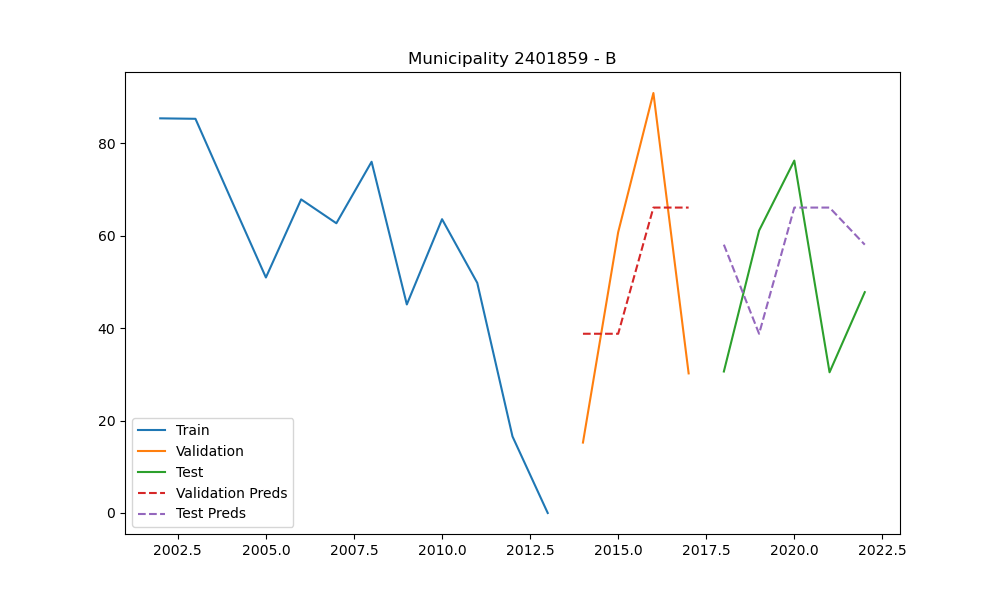 Municipality 2401859 - B
80
60
40
20
0
Train
Validation
Test
Validation Preds
Test Preds
2002.5 2005.0 2007.5 2010.0 2012.5 2015.0 2017.5 2020.0 2022.5